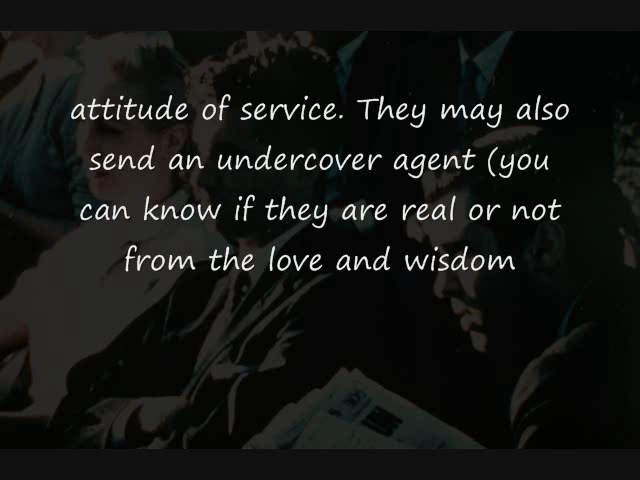 attitude of service. They may also
send an undercover agent (you
can know if they are real or not
from the love and wisdom